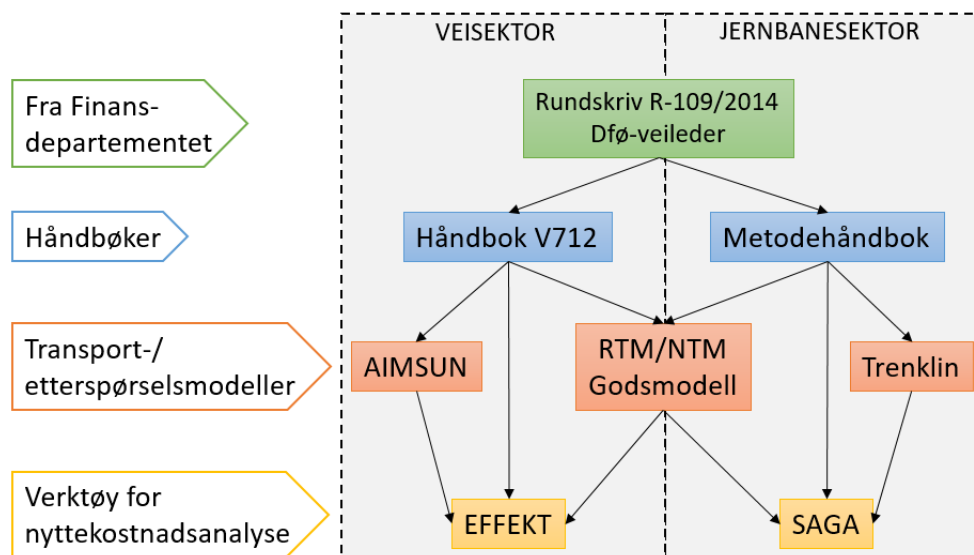 VEISEKTOR
JERNBANESEKTOR
Fra Finans-
departementet
Rundskriv R-109/2014
Dfø-veileder
Håndbøker
Håndbok V712
Metodehåndbok
Transport-/
etterspørselsmodeller
AIMSUN
RTM/NTM
Godsmodell
Trenklin
Verktøy for
nyttekostnadsanalyse
EFFEKT
SAGA